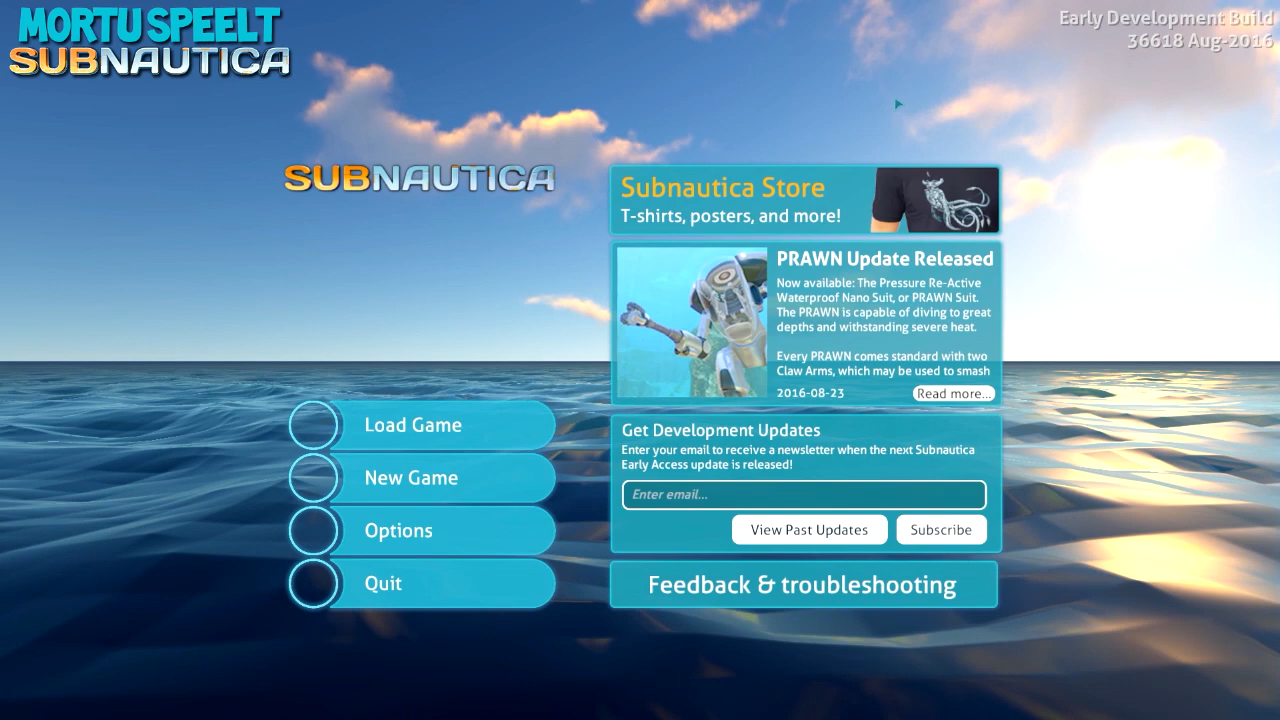 MORTU SPEELT
SUBNAUTICA
Early Development Build
36618 Aug-2016
SUBNAUTICA
Load Game
New Game
Options
Quit
Subnautica Store
T-shirts, posters, and more!
PRAWN Update Released
Now available: The Pressure Re-Active
Waterproof Nano Suit, or PRAWN Suit.
The PRAWN is capable of diving to great
depths and withstanding severe heat.
Every PRAWN comes standard with two
Claw Arms, which may be used to smash
2016-08-23
Read more...
Get Development Updates
Enter your email to receive a newsletter when the next Subnautica
Early Access update is released!
Enter email...
View Past Updates
Subscribe
Feedback & troubleshooting